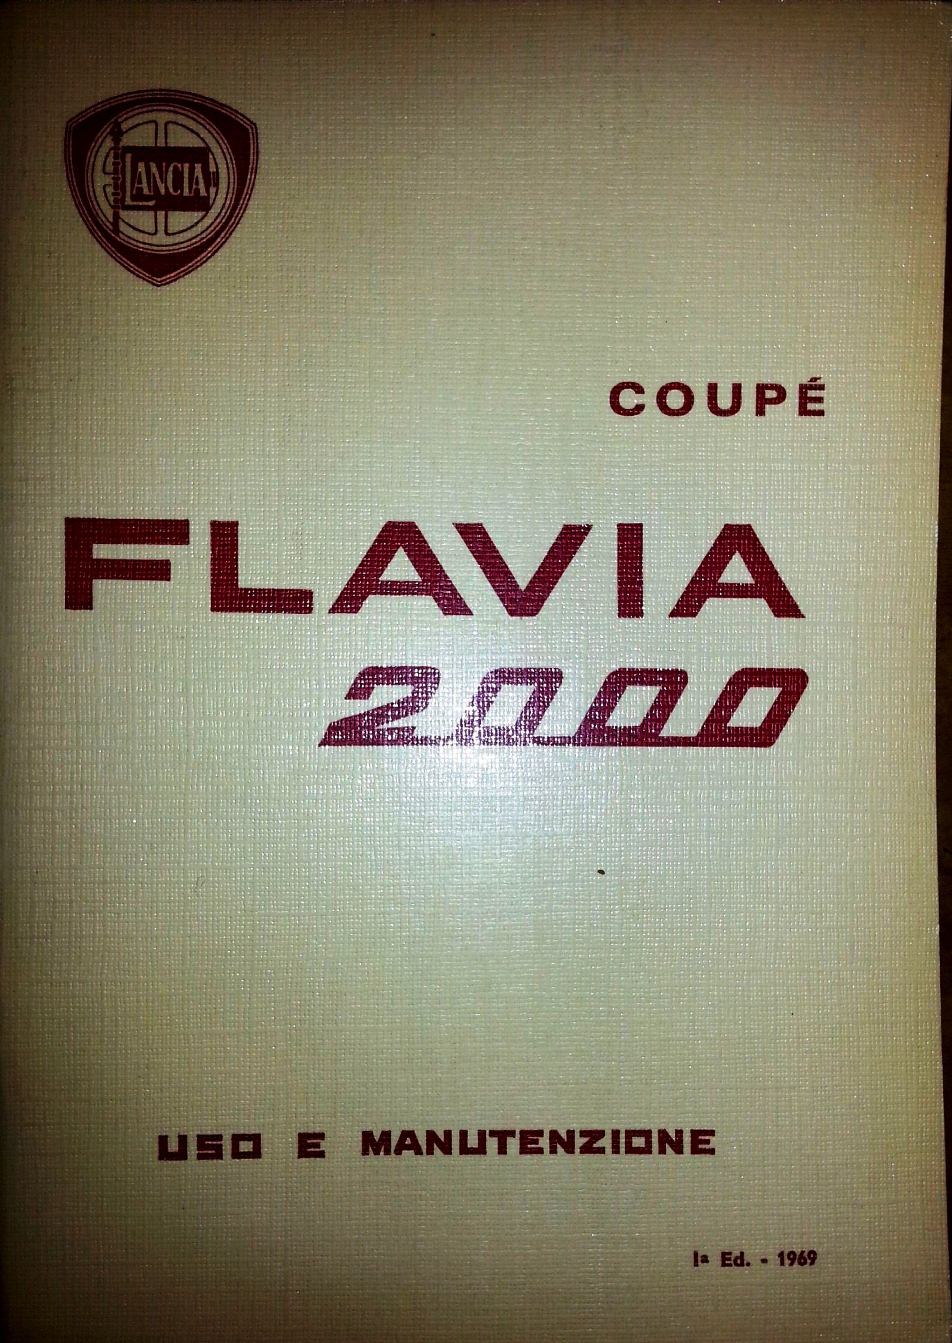 LANCIA
COUPÉ
FLAVIA
2000
USO E MANUTENZIONE
Iª Ed. - 1969